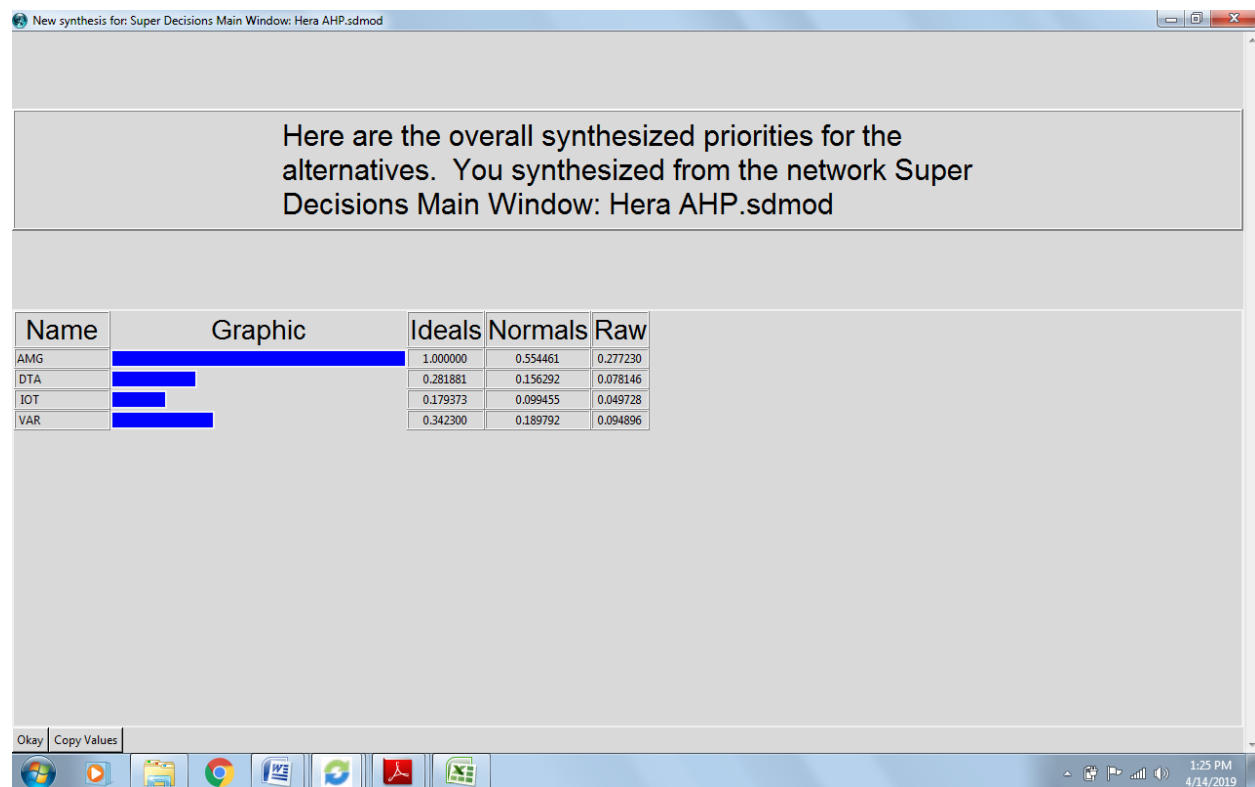 New synthesis for: Super Decisions Main Window: Hera AHP.sdmod
Here are the overall synthesized priorities for the
alternatives. You synthesized from the network Super
Decisions Main Window: Hera AHP.sdmod
Name Graphic Ideals Normals Raw
AMG 1.000000 0.554461 0.277230
DTA 0.281881 0.156292 0.078146
IOT 0.179373 0.099455 0.049728
VAR 0.342300 0.189792 0.094896
Okay Copy Values
1:25 PM
4/14/2019